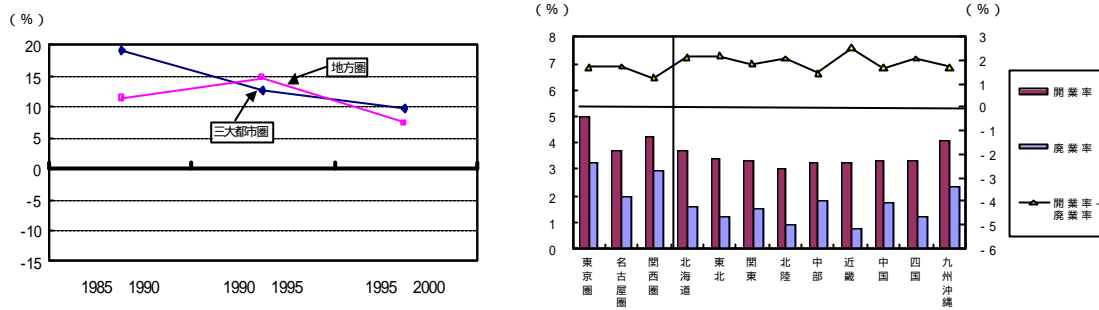 (%)
20
15
10
5
0
-5
-10
-15
地方圏
三大都市圏
1985 1990
1990 1995
1995 2000
(%)
(%)
8
7
6
5
4
3
2
1
0
3
2
1
0
- 1
- 2
- 3
- 4
- 5
- 6
東京圏
名古屋圏
関西圏
北海道
東北
関東
北陸
中部
近畿
中国
四国
九州沖縄
開業率
廃業率
開業率 -
廃業率